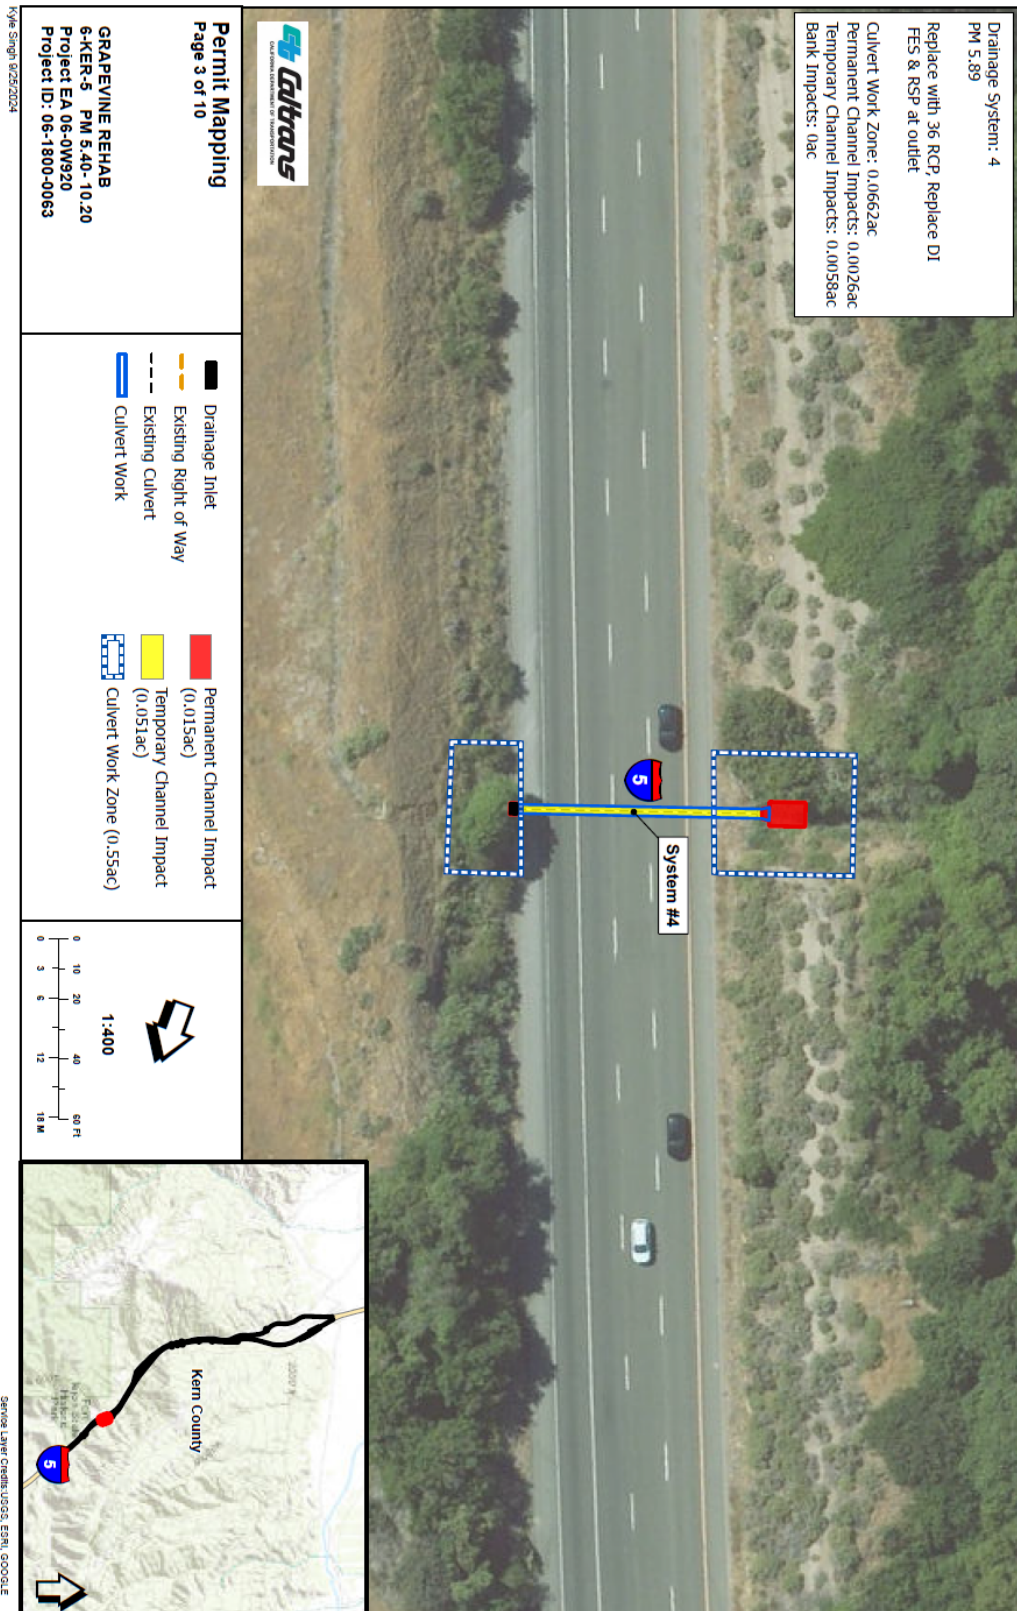 Drainage System: 4
PM 5.89
Replace with 36 RCP, Replace DI
FES & RSP at outlet
Culvert Work Zone: 0.0662ac
Permanent Channel Impacts: 0.0026ac
Temporary Channel Impacts: 0.0058ac
Bank Impacts: 0ac
5
System #4
Caltrans
CALIFORNIA DEPARTMENT OF TRANSPORTATION
Permit Mapping
Page 3 of 10
GRAPEVINE REHAB
6-KER-5 PM 5.40- 10.20
Project EA 06-0W920
Project ID: 06-1800-0063
Drainage Inlet
Existing Right of Way
Existing Culvert
Culvert Work
Permanent Channel Impact
(0.015ac)
Temporary Channel Impact
(0.051ac)
Culvert Work Zone (0.55ac)
1:400
0 10 20 40 60 Ft
0 3 6 12 18 M
Kern County
5
Kyle Singh 9/25/2024
Service Layer Credits:USGS, ESRI, GOOGLE